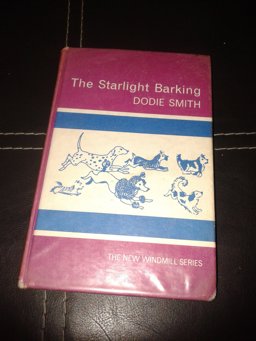 The Starlight Barking
DODIE SMITH
THE NEW WINDMILL SERIES